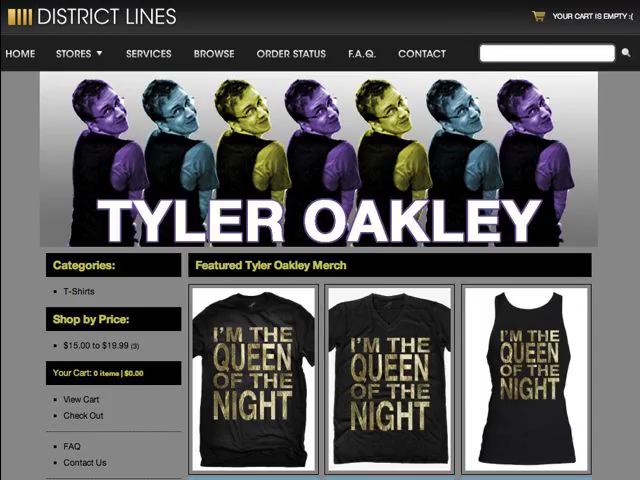 DISTRICT LINES
YOUR CART IS EMPTY :(
HOME STORES SERVICES BROWSE ORDER STATUS F.A.Q. CONTACT
TYLER OAKLEY
Categories:
T-Shirts
Shop by Price:
$15.00 to $19.99 (3)
Your Cart: 0 items | $0.00
View Cart
Check Out
FAQ
Contact Us
Featured Tyler Oakley Merch
I'M THE
QUEEN
OF THE
NIGHT
I'M THE
QUEEN
OF THE
NIGHT
I'M THE
QUEEN
OF THE
NIGHT